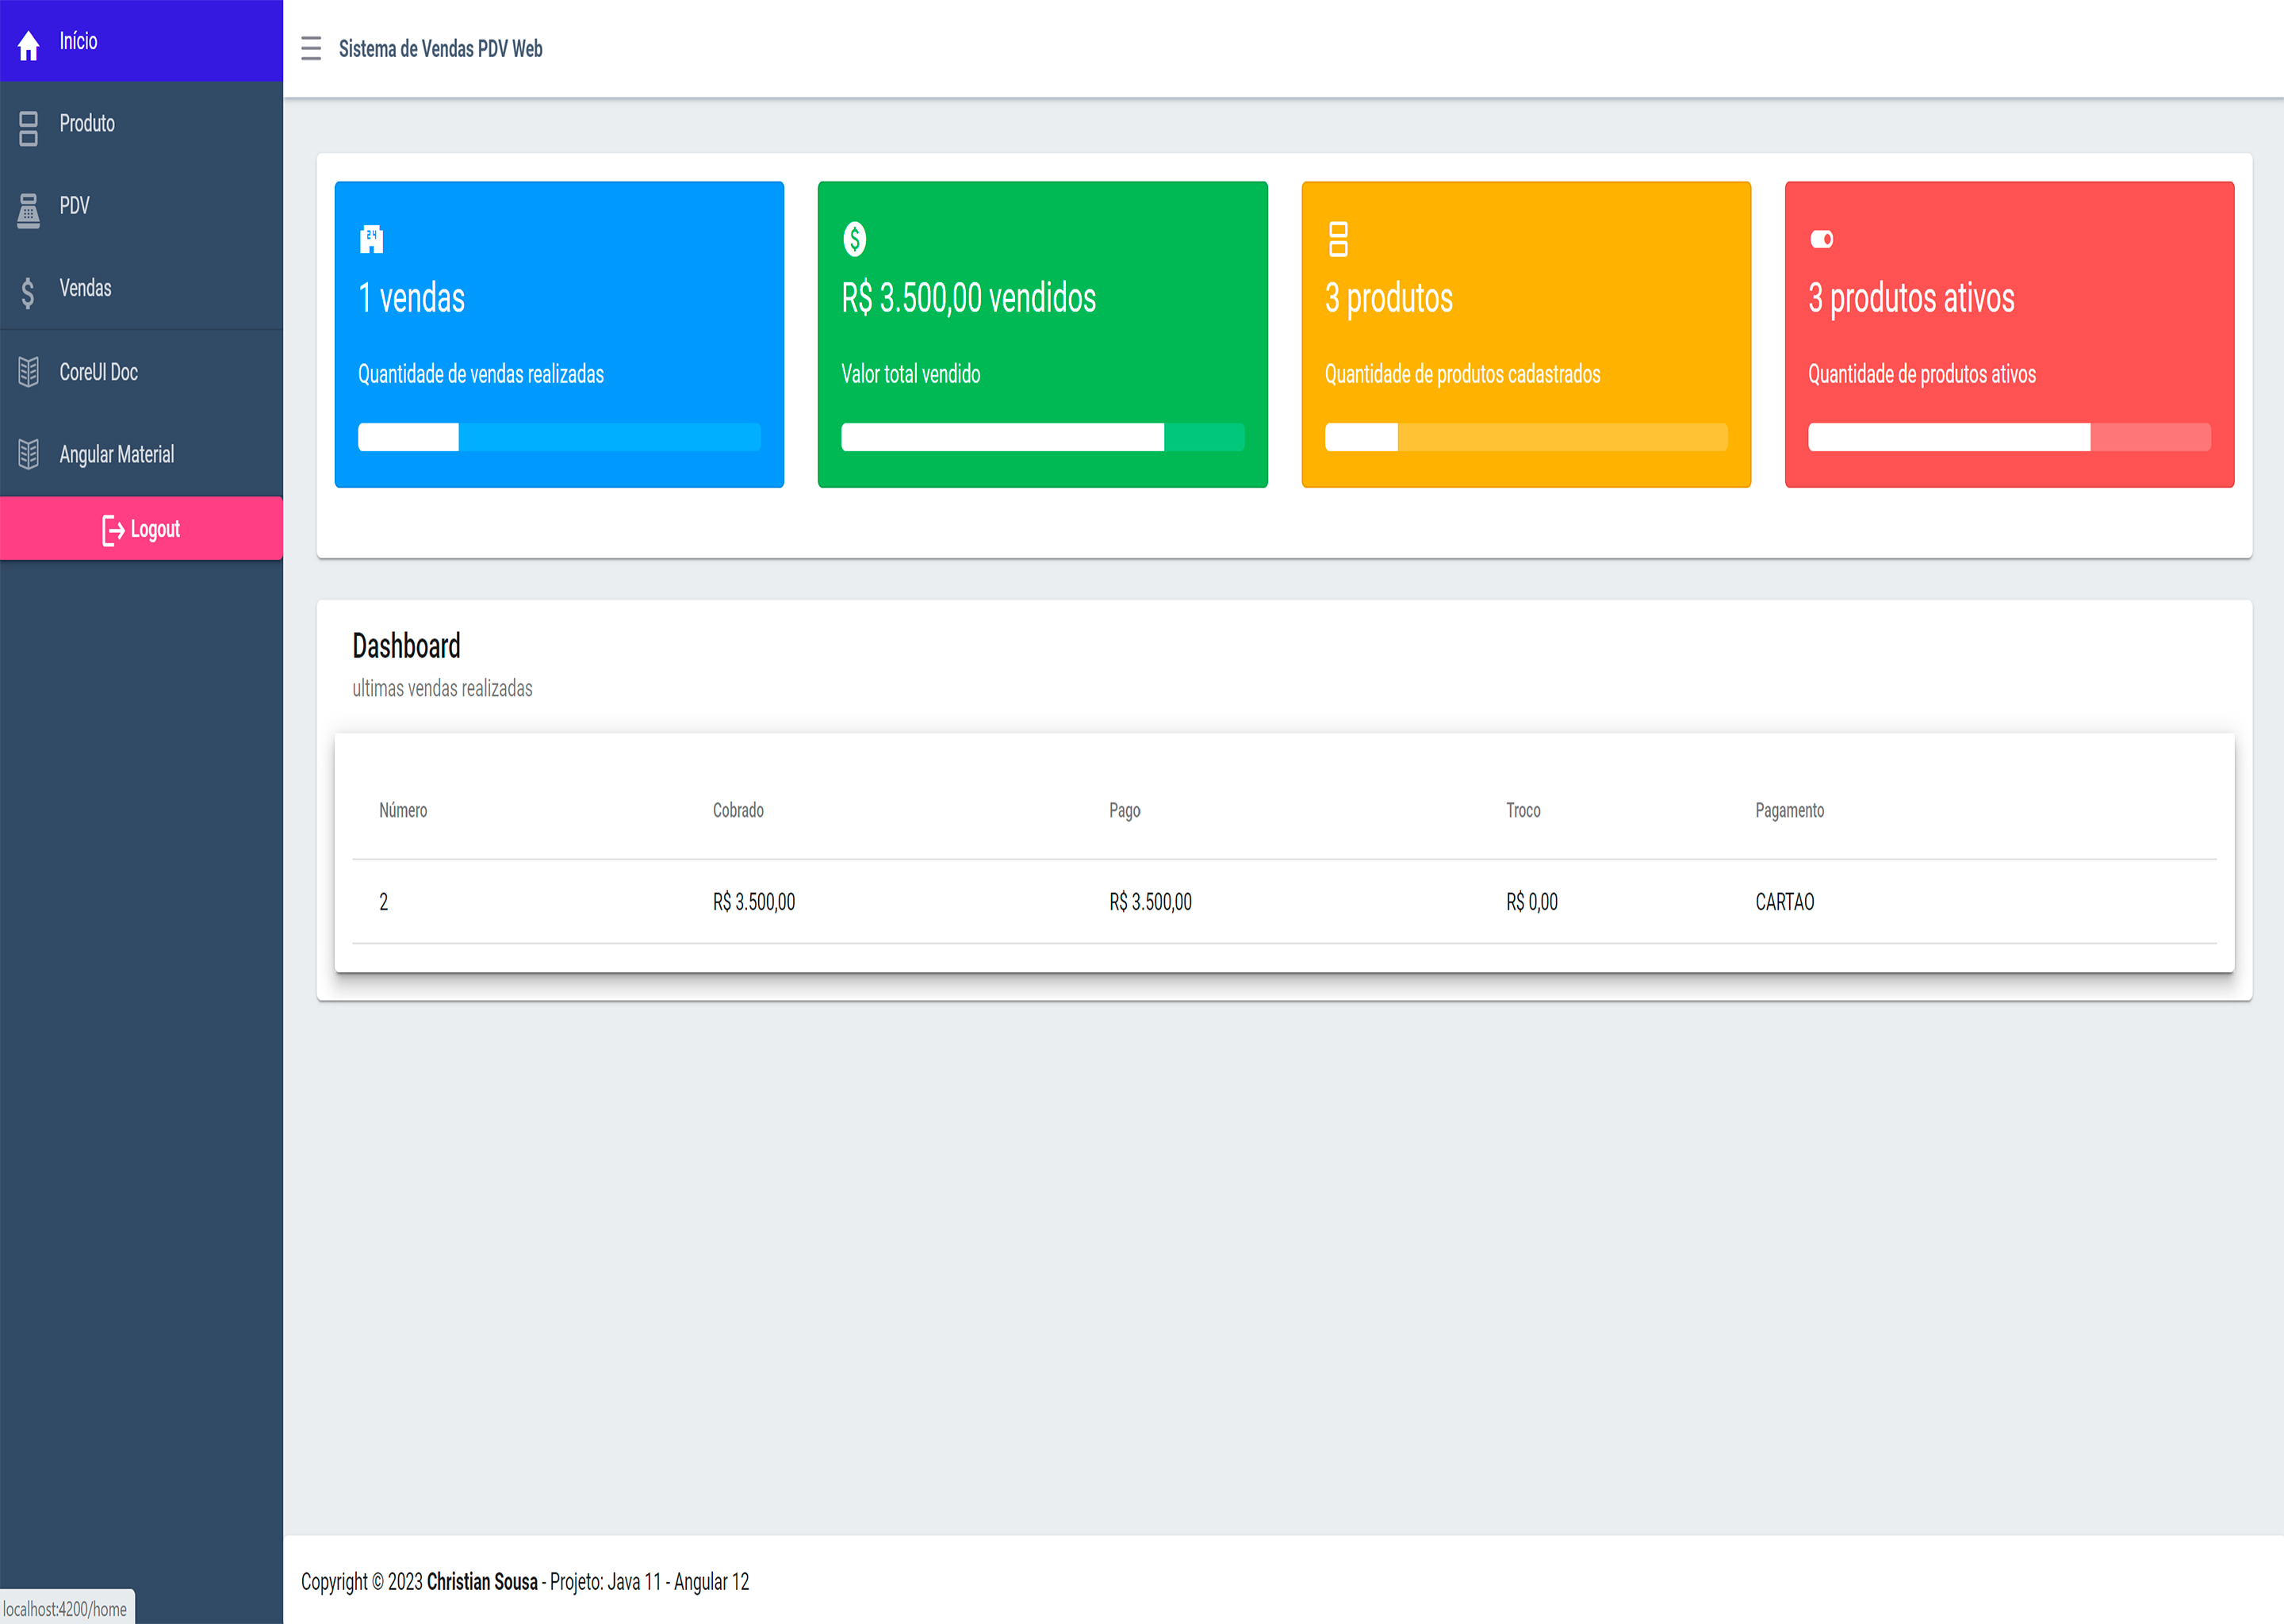 Início
Produto
PDV
Vendas
CoreUI Doc
Angular Material
Logout
Sistema de Vendas PDV Web
24
1 vendas
Quantidade de vendas realizadas
$
R$ 3.500,00 vendidos
Valor total vendido
3 produtos
Quantidade de produtos cadastrados
3 produtos ativos
Quantidade de produtos ativos
Dashboard
ultimas vendas realizadas
Número Cobrado Pago Troco Pagamento
2 R$ 3.500,00 R$ 3.500,00 R$ 0,00 CARTAO
Copyright © 2023 Christian Sousa - Projeto: Java 11 - Angular 12
localhost:4200/home